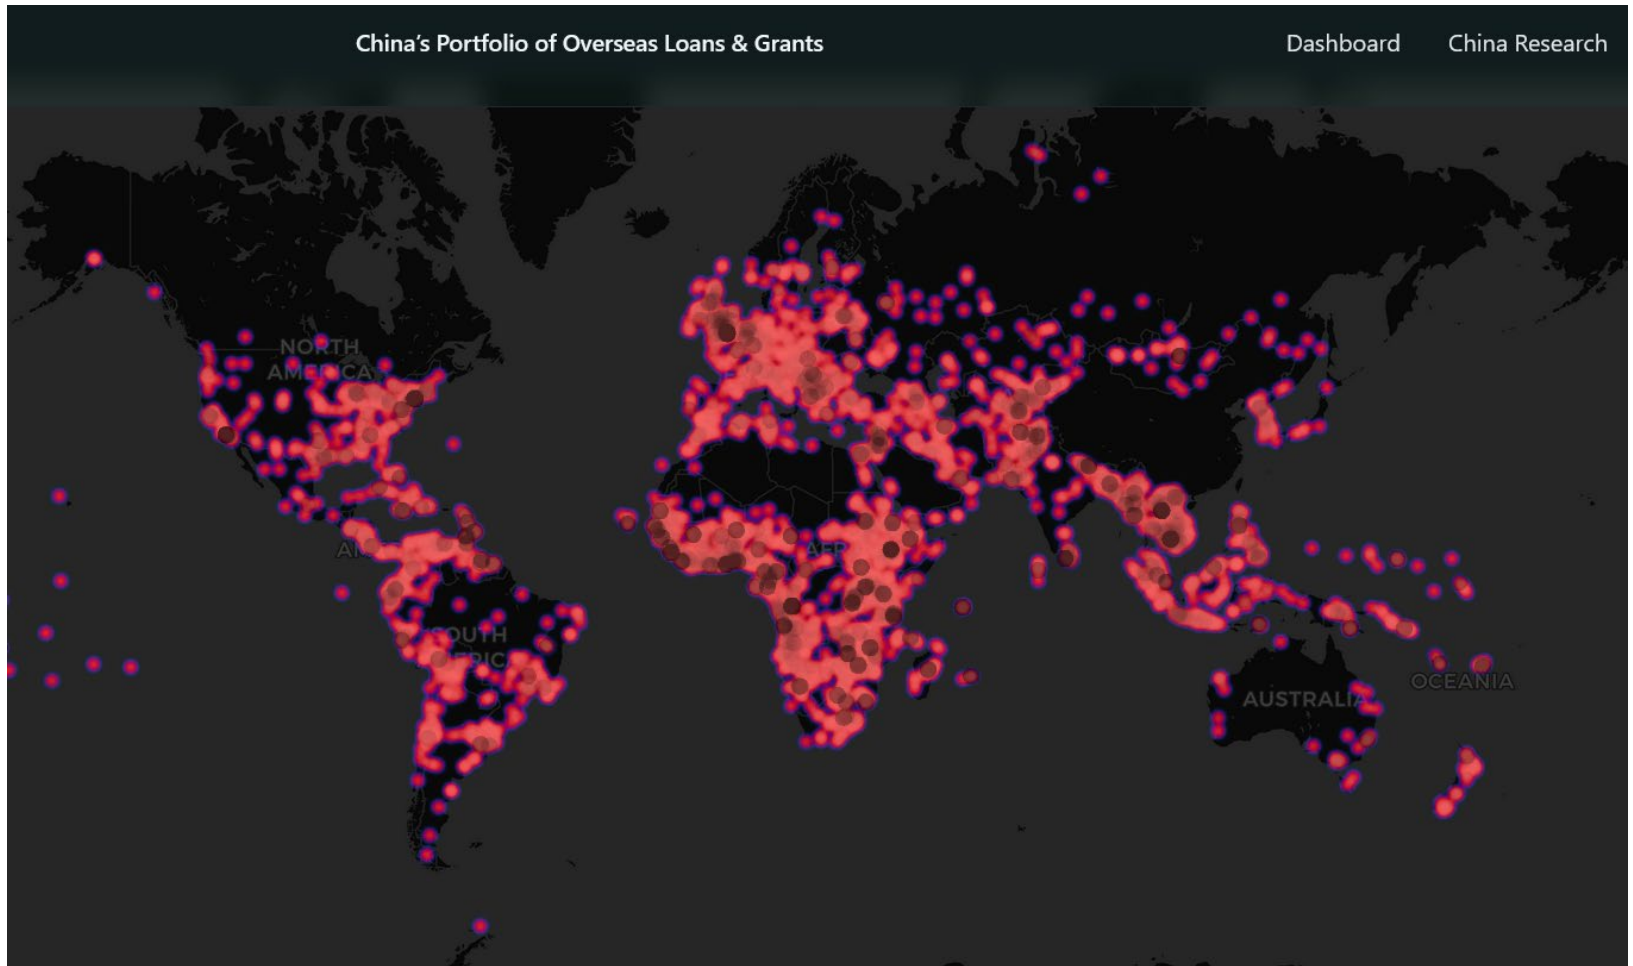 China's Portfolio of Overseas Loans & Grants
Dashboard
China Research
NORTH
AMERICA
SOUTH
AUSTRALIA
OCEANIA